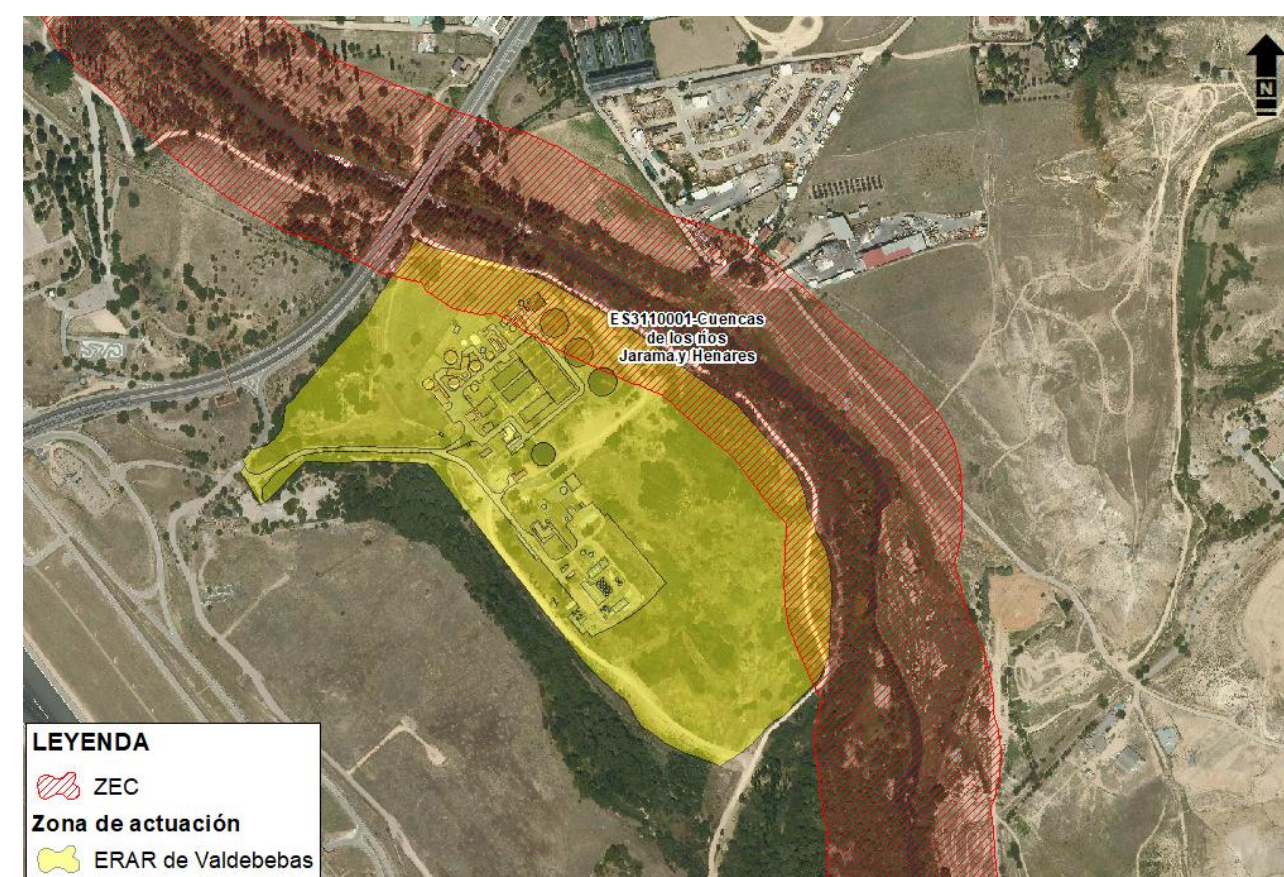 N
ES3110001-Cuencas
de los ríos
Jarama y Henares
LEYENDA
ZEC
Zona de actuación
ERAR de Valdebebas